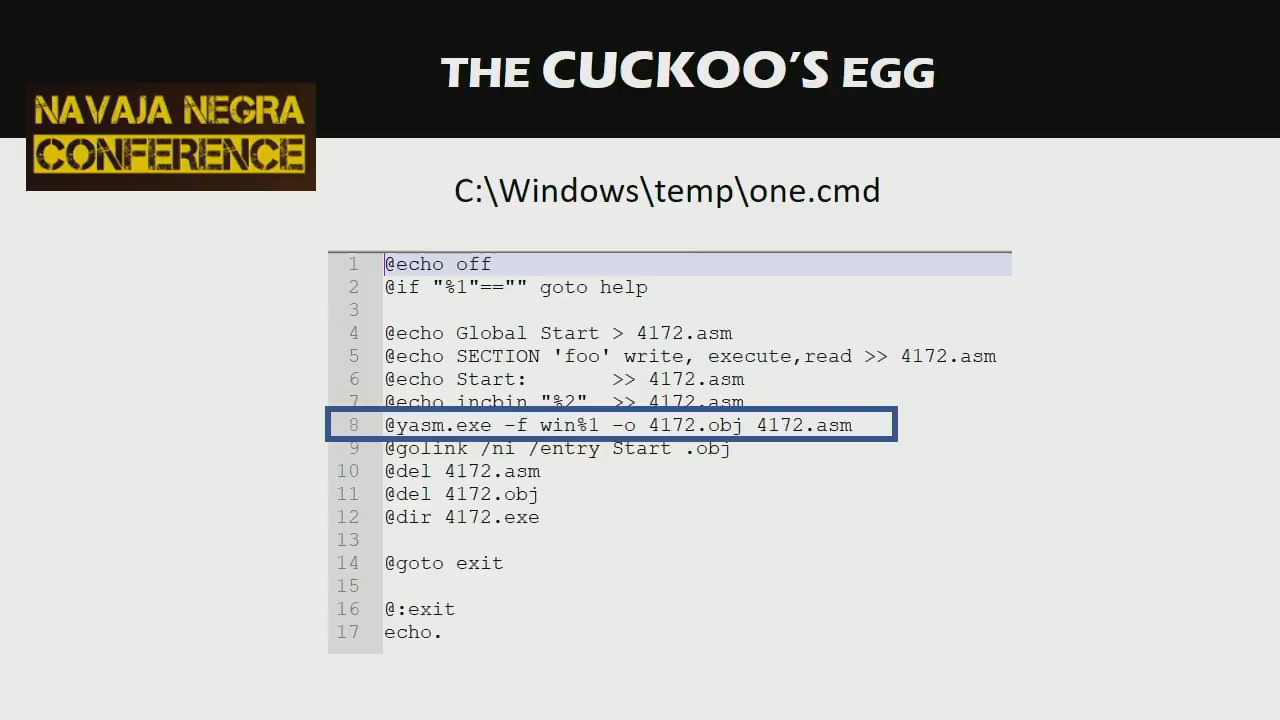 THE CUCKOO'S EGG
NAVAJA NEGRA
CONFERENCE
C:\Windows\temp\one.cmd
1 @echo off
2 @if "%1"=="" goto help
3
4 @echo Global Start > 4172.asm
5 @echo SECTION 'foo' write, execute,read >> 4172.asm
6 @echo Start: >> 4172.asm
7 @echo incbin "%2" >> 4172.asm
8 @yasm.exe -f win%1 -o 4172.obj 4172.asm
9 @golink /ni /entry Start .obj
10 @del 4172.asm
11 @del 4172.obj
12 @dir 4172.exe
13
14 @goto exit
15
16 @:exit
17 echo.